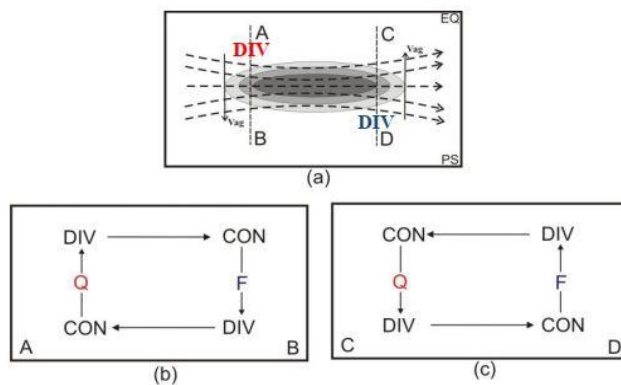 EQ
A C
DIV Vag
Vag DIV
B D
PS
(a)
DIV CON
Q F
CON DIV
A B
(b)
CON DIV
Q F
DIV CON
C D
(c)